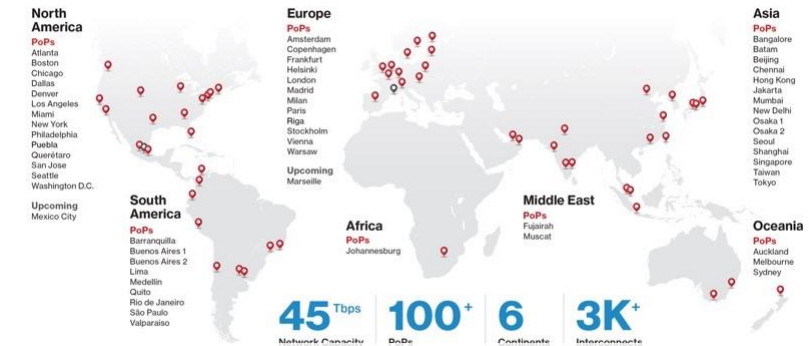 North
America
PoPs
Atlanta
Boston
Chicago
Dallas
Denver
Los Angeles
Miami
New York
Philadelphia
Puebla
Querétaro
San Jose
Seattle
Washington D.C.
Upcoming
Mexico City
South
America
PoPs
Barranquilla
Buenos Aires 1
Buenos Aires 2
Lima
Medellín
Quito
Rio de Janeiro
São Paulo
Valparaiso
Europe
PoPs
Amsterdam
Copenhagen
Frankfurt
Helsinki
London
Madrid
Milan
Paris
Riga
Stockholm
Vienna
Warsaw
Upcoming
Marseille
Africa
PoPs
Johannesburg
Middle East
PoPs
Fujairah
Muscat
Asia
PoPs
Bangalore
Batam
Beijing
Chennai
Hong Kong
Jakarta
Mumbai
New Delhi
Osaka 1
Osaka 2
Seoul
Shanghai
Singapore
Taiwan
Tokyo
Oceania
PoPs
Auckland
Melbourne
Sydney
45 Tbps
Network Capacity
100+
PoPs
6
Continents
3K+
Interconnects